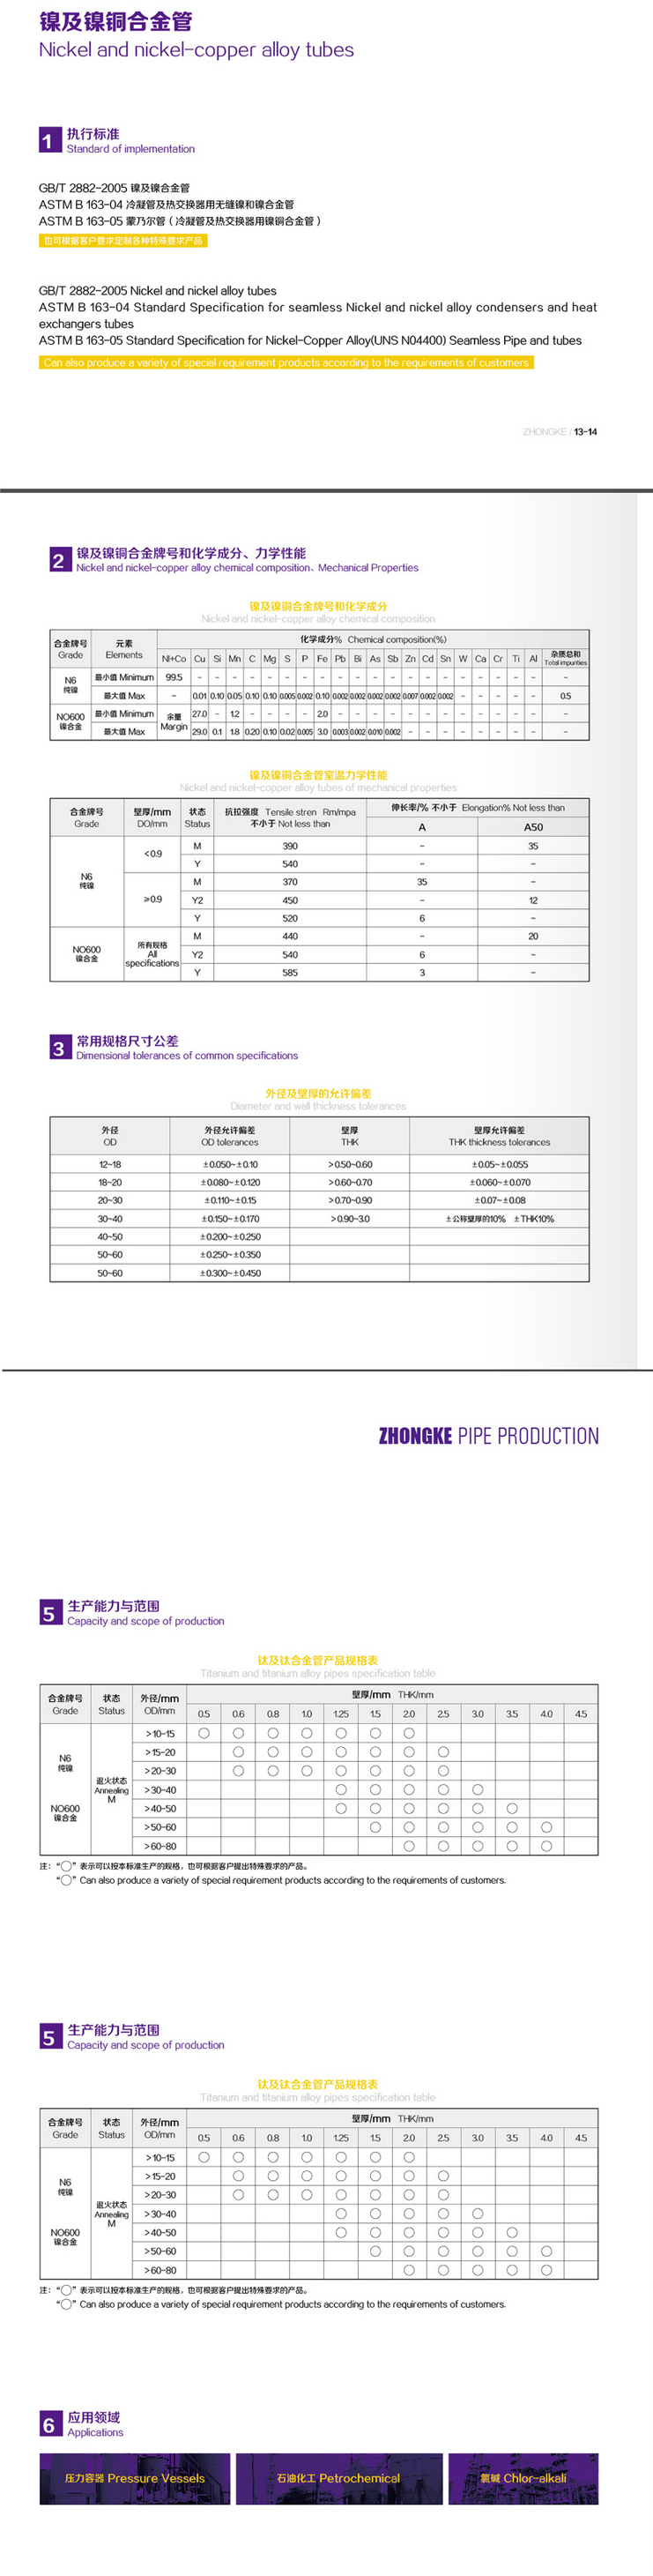 镍及镍铜合金管
Nickel and nickel-copper alloy tubes
1 执行标准
Standard of implementation
GB/T 2882-2005 镍及镍合金管
ASTM B 163-04 冷凝管及热交换器用无缝镍和镍合金管
ASTM B 163-05 蒙乃尔管（冷凝管及热交换器用镍铜合金管）
也可根据客户要求定制各种特殊要求产品
GB/T 2882-2005 Nickel and nickel alloy tubes
ASTM B 163-04 Standard Specification for seamless Nickel and nickel alloy condensers and heat
exchangers tubes
ASTM B 163-05 Standard Specification for Nickel-Copper Alloy(UNS N04400) Seamless Pipe and tubes
Can also produce a variety of special requirement products according to the requirements of customers
ZHONGKE / 13-14
2 镍及镍铜合金牌号和化学成分、力学性能
Nickel and nickel-copper alloy chemical composition、Mechanical Properties
镍及镍铜合金牌号和化学成分
Nickel and nickel-copper alloy chemical composition
合金牌号 Grade 元素 Elements 化学成分% Chemical composition(%)
NI+Co Cu Si Mn C Mg S P Fe Pb Bi As Sb Zn Cd Sn W Ca Cr Ti Al 杂质总和 Total impurities
N6 纯镍 最小值 Minimum 99.5 - - - - - - - - - - - - - - - - - - - - -
最大值 Max - 0.01 0.10 0.05 0.10 0.10 0.005 0.002 0.10 0.002 0.002 0.002 0.002 0.007 0.002 0.002 - - - - - 0.5
NO600 镍合金 最小值 Minimum 余量 Margin 27.0 - 1.2 - - - - 2.0 - - - - - - - - - - - - -
最大值 Max 29.0 0.1 1.8 0.20 0.10 0.02 0.005 3.0 0.003 0.002 0.010 0.002 - - - - - - - - -
镍及镍铜合金管室温力学性能
Nickel and nickel-copper alloy tubes of mechanical properties
合金牌号 Grade 壁厚/mm DO/mm 状态 Status 抗拉强度 Tensile stren Rm/mpa 不小于 Not less than 伸长率/% 不小于 Elongation% Not less than
A A50
N6 纯镍 <0.9 M 390 - 35
Y 540 - -
≥0.9 M 370 35 -
Y2 450 - 12
Y 520 6 -
NO600 镍合金 所有规格 All specifications M 440 - 20
Y2 540 6 -
Y 585 3 -
3 常用规格尺寸公差
Dimensional tolerances of common specifications
外径及壁厚的允许偏差
Diameter and wall thickness tolerances
外径 外径允许偏差 壁厚 壁厚允许偏差
OD OD tolerances THK THK thickness tolerances
12~18 ±0.050~±0.10 >0.50~0.60 ±0.05~±0.055
18~20 ±0.080~±0.120 >0.60~0.70 ±0.060~±0.070
20~30 ±0.110~±0.15 >0.70~0.90 ±0.07~±0.08
30~40 ±0.150~±0.170 >0.90~3.0 ±公称壁厚的10% ±THK10%
40~50 ±0.200~±0.250
50~60 ±0.250~±0.350
50~60 ±0.300~±0.450
ZHONGKE PIPE PRODUCTION
5 生产能力与范围
Capacity and scope of production
钛及钛合金管产品规格表
Titanium and titanium alloy pipes specification table
合金牌号 Grade 状态 Status 外径/mm OD/mm 壁厚/mm THK/mm
0.5 0.6 0.8 1.0 1.25 1.5 2.0 2.5 3.0 3.5 4.0 4.5
N6 纯镍 NO600 镍合金 退火状态 Annealing M
>10-15 ○ ○ ○ ○ ○ ○ ○
>15-20 ○ ○ ○ ○ ○ ○ ○
>20-30 ○ ○ ○ ○ ○ ○ ○
>30-40 ○ ○ ○ ○ ○
>40-50 ○ ○ ○ ○ ○ ○
>50-60 ○ ○ ○ ○ ○ ○
>60-80 ○ ○ ○ ○ ○
注：“○”表示可以按本标准生产的规格，也可根据客户提出特殊要求的产品。
“○” Can also produce a variety of special requirement products according to the requirements of customers.
5 生产能力与范围
Capacity and scope of production
钛及钛合金管产品规格表
Titanium and titanium alloy pipes specification table
合金牌号 Grade 状态 Status 外径/mm OD/mm 壁厚/mm THK/mm
0.5 0.6 0.8 1.0 1.25 1.5 2.0 2.5 3.0 3.5 4.0 4.5
N6 纯镍 NO600 镍合金 退火状态 Annealing M
>10-15 ○ ○ ○ ○ ○ ○ ○
>15-20 ○ ○ ○ ○ ○ ○ ○
>20-30 ○ ○ ○ ○ ○ ○ ○
>30-40 ○ ○ ○ ○ ○
>40-50 ○ ○ ○ ○ ○ ○
>50-60 ○ ○ ○ ○ ○ ○
>60-80 ○ ○ ○ ○ ○
注：“○”表示可以按本标准生产的规格，也可根据客户提出特殊要求的产品。
“○” Can also produce a variety of special requirement products according to the requirements of customers.
6 应用领域
Applications
压力容器 Pressure Vessels 石油化工 Petrochemical 氯碱 Chlor-alkali